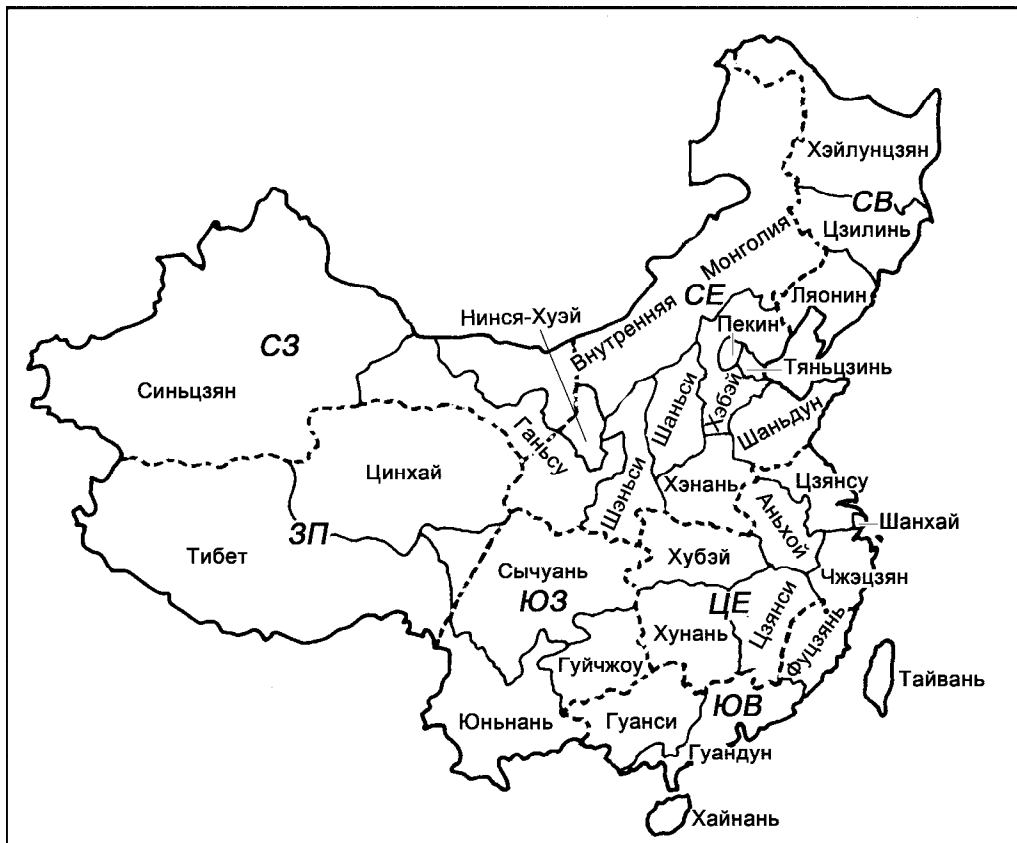 Хэйлунцзян
СВ
Цзилинь
Внутренняя Монголия
СЕ
Ляонин
Нинся-Хуэй
Пекин
СЗ
Тяньцзинь
Синьцзян
Шаньси
Хэбэй
Шаньдун
Ганьсу
Цинхай
Шэньси
Хэнань
Цзянсу
Аньхой
Шанхай
ЗП
Тибет
Сычуань
Хубэй
Чжэцзян
ЮЗ
ЦЕ
Хунань
Цзянси
Фуцзянь
Гуйчжоу
Тайвань
Юньнань
Гуанси
ЮВ
Гуандун
Хайнань